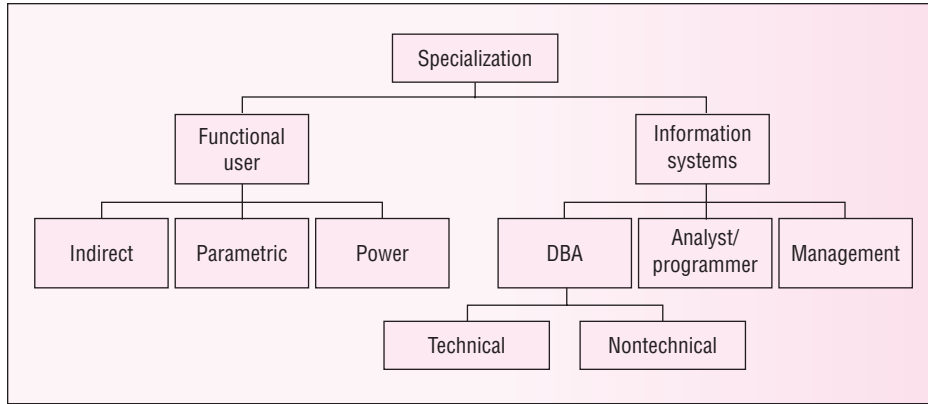 Specialization
Functional
user
Information
systems
Indirect
Parametric
Power
DBA
Analyst/
programmer
Management
Technical
Nontechnical